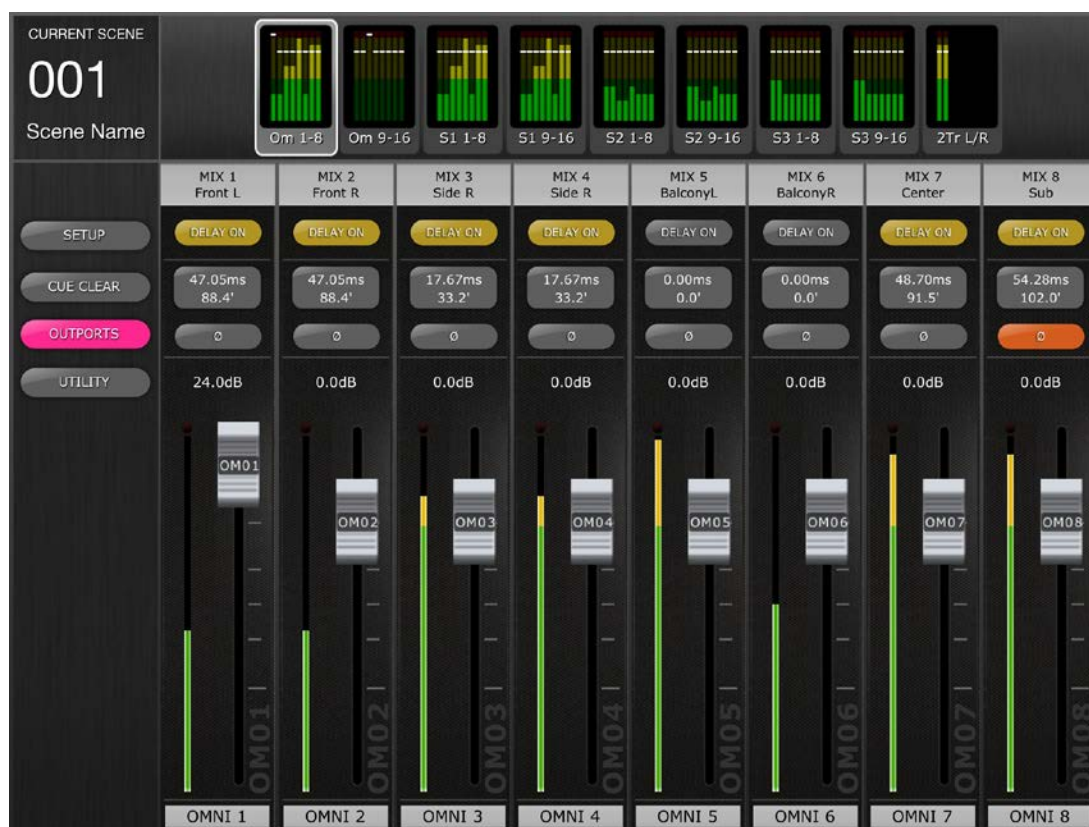 CURRENT SCENE
001
Scene Name
Om 1-8 Om 9-16 S1 1-8 S1 9-16 S2 1-8 S2 9-16 S3 1-8 S3 9-16 2Tr L/R
MIX 1 MIX 2 MIX 3 MIX 4 MIX 5 MIX 6 MIX 7 MIX 8
Front L Front R Side R Side R BalconyL BalconyR Center Sub
SETUP DELAY ON DELAY ON DELAY ON DELAY ON DELAY ON DELAY ON DELAY ON DELAY ON
CUE CLEAR
47.05ms 47.05ms 17.67ms 17.67ms 0.00ms 0.00ms 48.70ms 54.28ms
88.4' 88.4' 33.2' 33.2' 0.0' 0.0' 91.5' 102.0'
OUTPORTS Ø Ø Ø Ø Ø Ø Ø Ø
UTILITY 24.0dB 0.0dB 0.0dB 0.0dB 0.0dB 0.0dB 0.0dB 0.0dB
OM01 OM02 OM03 OM04 OM05 OM06 OM07 OM08
OM01 OM02 OM03 OM04 OM05 OM06 OM07 OM08
OMNI 1 OMNI 2 OMNI 3 OMNI 4 OMNI 5 OMNI 6 OMNI 7 OMNI 8